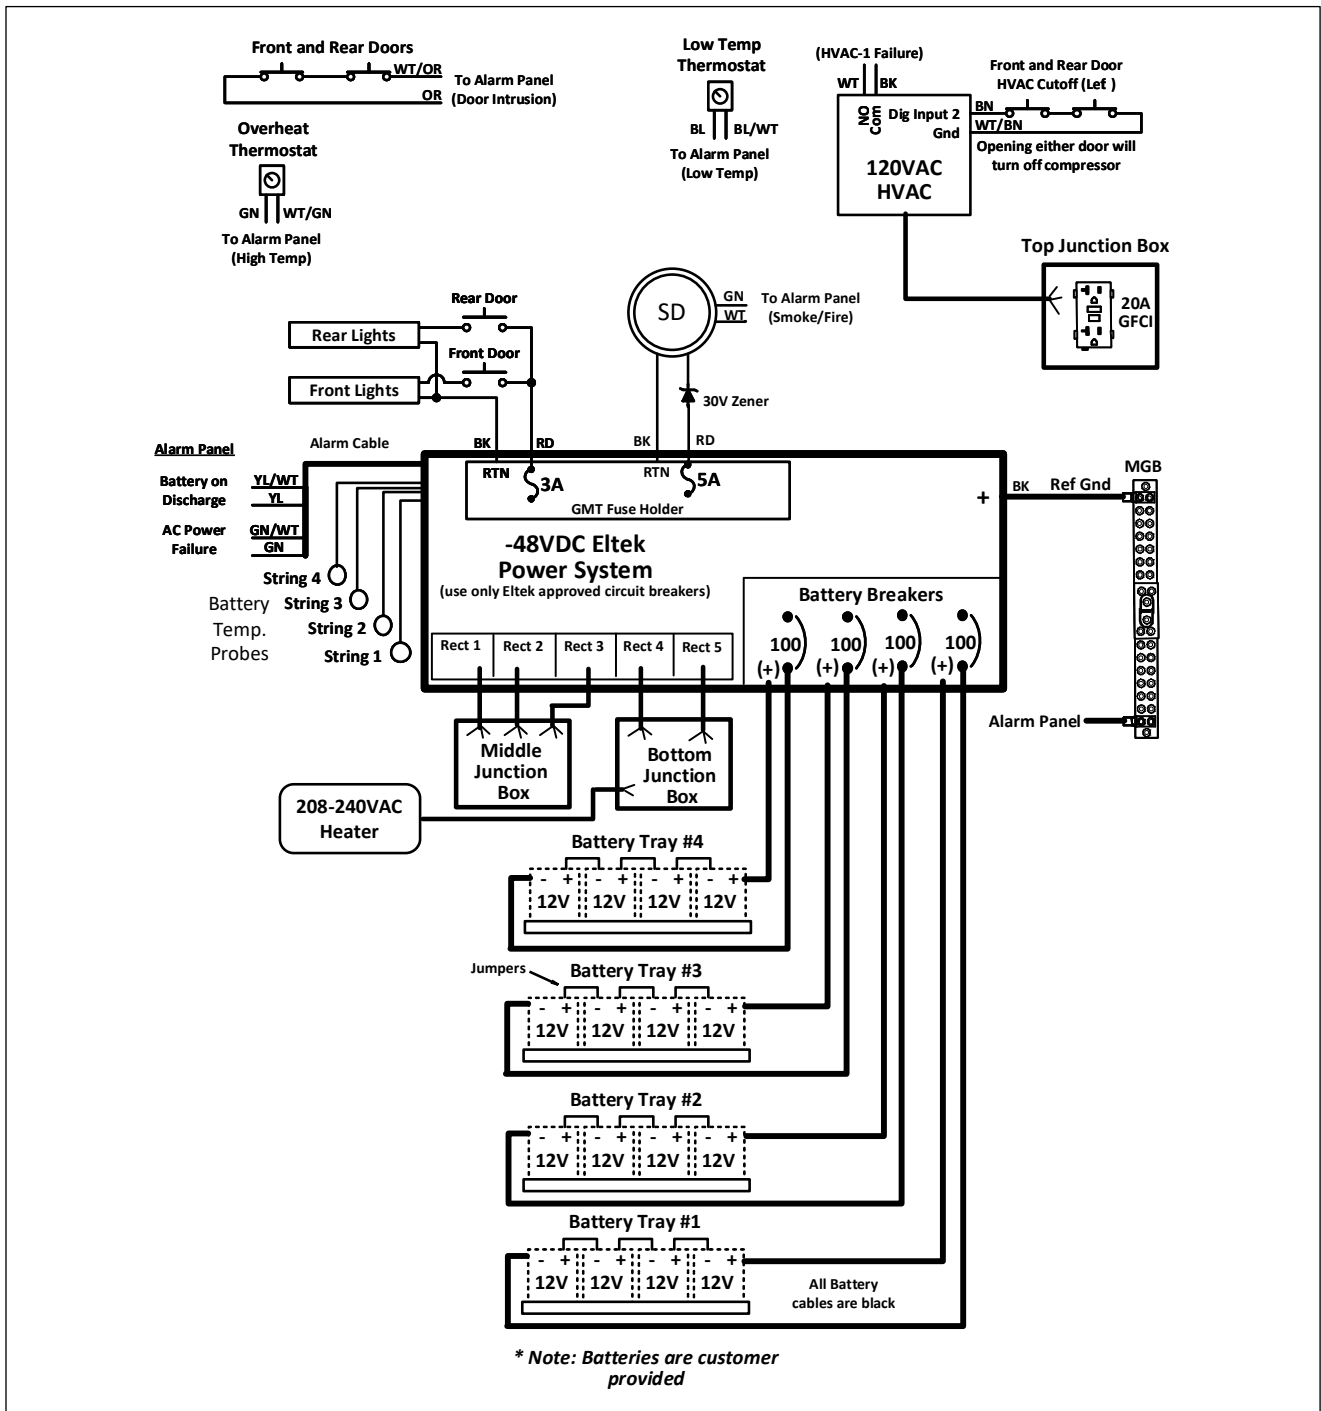 Front and Rear Doors
WT/OR
OR
To Alarm Panel
(Door Intrusion)
Overheat
Thermostat
GN
WT/GN
To Alarm Panel
(High Temp)
Low Temp
Thermostat
BL
BL/WT
To Alarm Panel
(Low Temp)
(HVAC-1 Failure)
WT
BK
NO
Com
Dig Input 2
Gnd
120VAC
HVAC
BN
WT/BN
Front and Rear Door
HVAC Cutoff (Lef )
Opening either door will
turn off compressor
Top Junction Box
20A
GFCI
Rear Door
Rear Lights
Front Door
Front Lights
BK
RD
SD
GN
WT
To Alarm Panel
(Smoke/Fire)
30V Zener
BK
RD
Alarm Panel
Alarm Cable
Battery on
Discharge
YL/WT
YL
AC Power
Failure
GN/WT
GN
RTN
3A
RTN
5A
GMT Fuse Holder
-48VDC Eltek
Power System
(use only Eltek approved circuit breakers)
+
BK
Ref Gnd
MGB
Alarm Panel
Battery
Temp.
Probes
String 4
String 3
String 2
String 1
Battery Breakers
100
100
100
100
(+)
(+)
(+)
(+)
Rect 1
Rect 2
Rect 3
Rect 4
Rect 5
Middle
Junction
Box
Bottom
Junction
Box
208-240VAC
Heater
Battery Tray #4
- + - + - + - +
12V 12V 12V 12V
Jumpers
Battery Tray #3
- + - + - + - +
12V 12V 12V 12V
Battery Tray #2
- + - + - + - +
12V 12V 12V 12V
Battery Tray #1
- + - + - + - +
12V 12V 12V 12V
All Battery
cables are black
* Note: Batteries are customer
provided